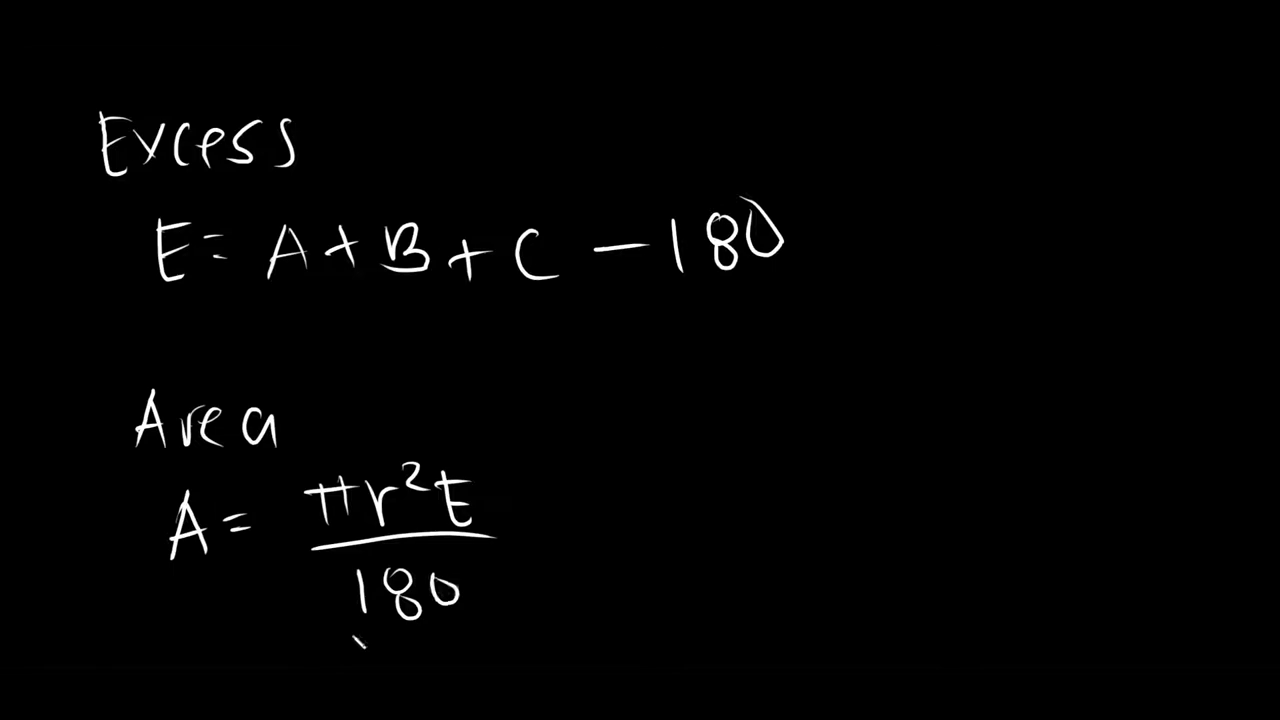 Excess
E = A + B + C - 180
Area
A = πr²E
180